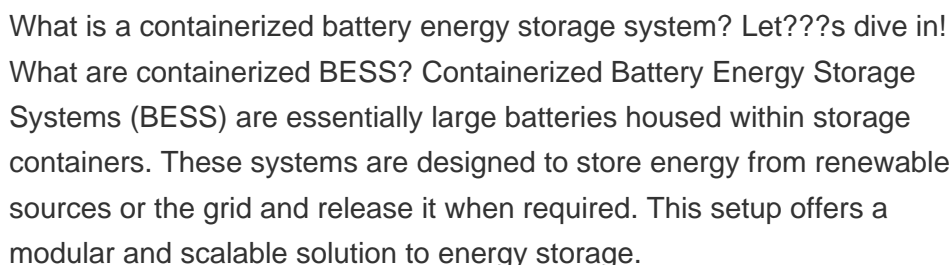 What is a containerized battery energy storage system? Let???s dive in!
What are containerized BESS? Containerized Battery Energy Storage
Systems (BESS) are essentially large batteries housed within storage
containers. These systems are designed to store energy from renewable
sources or the grid and release it when required. This setup offers a
modular and scalable solution to energy storage.